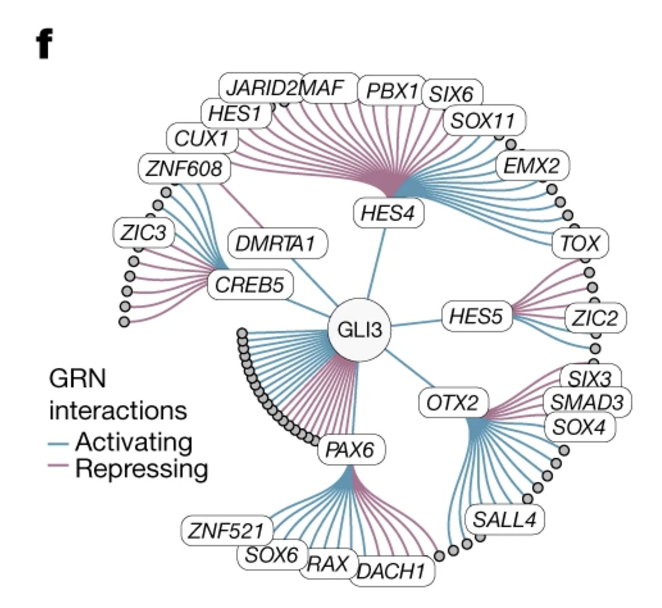 f
JARID2
MAF
PBX1
SIX6
HES1
SOX11
CUX1
ZNF608
EMX2
HES4
ZIC3
DMRTA1
TOX
CREB5
GLI3
HES5
ZIC2
GRN
interactions
Activating
Repressing
SIX3
OTX2
SMAD3
SOX4
PAX6
SALL4
ZNF521
SOX6
RAX
DACH1